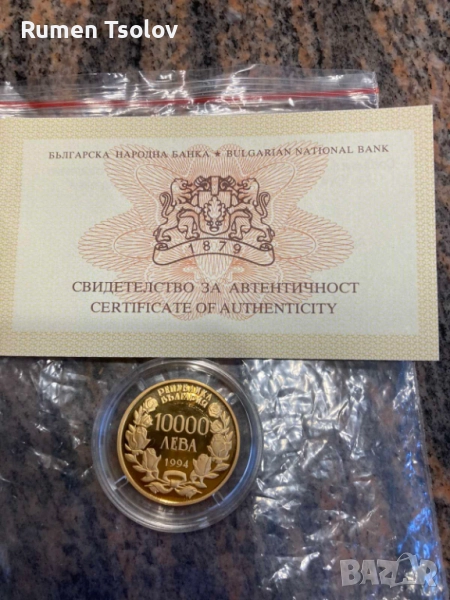 Rumen Tsolov
БЪЛГАРСКА НАРОДНА БАНКА ★ BULGARIAN NATIONAL BANK
1879
СВИДЕТЕЛСТВО ЗА АВТЕНТИЧНОСТ
CERTIFICATE OF AUTHENTICITY
РЕПУБЛИКА
БЪЛГАРИЯ
10000
ЛЕВА
1994
BAZAR